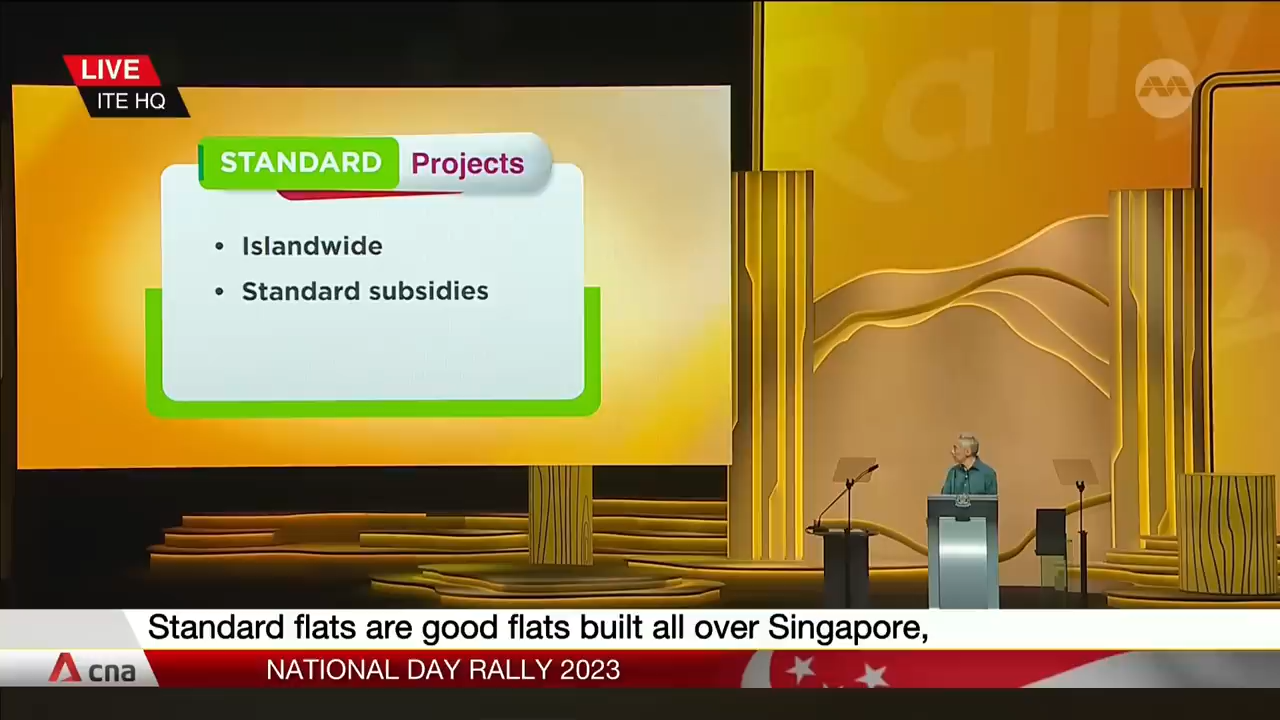 LIVE
ITE HQ
Rally
STANDARD Projects
• Islandwide
• Standard subsidies
Standard flats are good flats built all over Singapore,
cna
NATIONAL DAY RALLY 2023